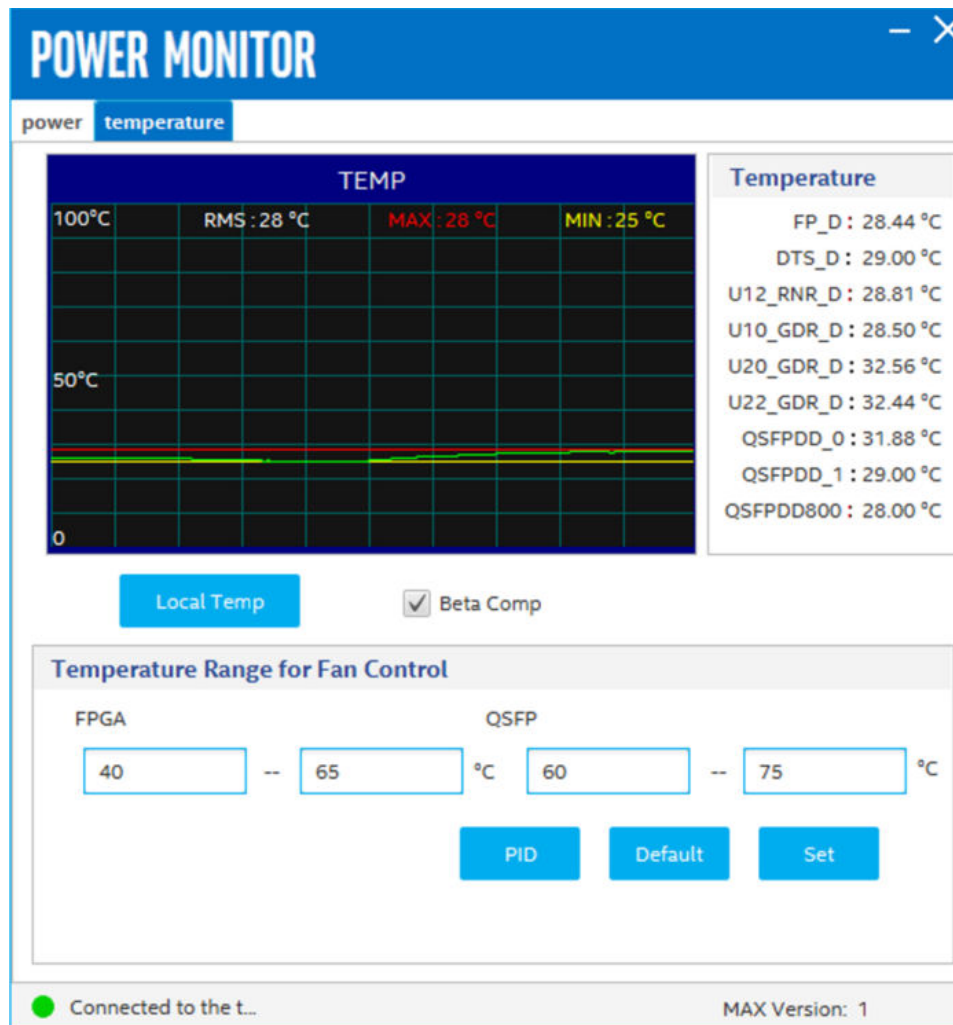 POWER MONITOR
power temperature
TEMP
100°C RMS : 28 °C MAX : 28 °C MIN : 25 °C
50°C
0
Temperature
FP_D : 28.44 °C
DTS_D : 29.00 °C
U12_RNR_D : 28.81 °C
U10_GDR_D : 28.50 °C
U20_GDR_D : 32.56 °C
U22_GDR_D : 32.44 °C
QSFPDD_0 : 31.88 °C
QSFPDD_1 : 29.00 °C
QSFPDD800 : 28.00 °C
Local Temp Beta Comp
Temperature Range for Fan Control
FPGA QSFP
40 -- 65 °C 60 -- 75 °C
PID Default Set
Connected to the t... MAX Version: 1